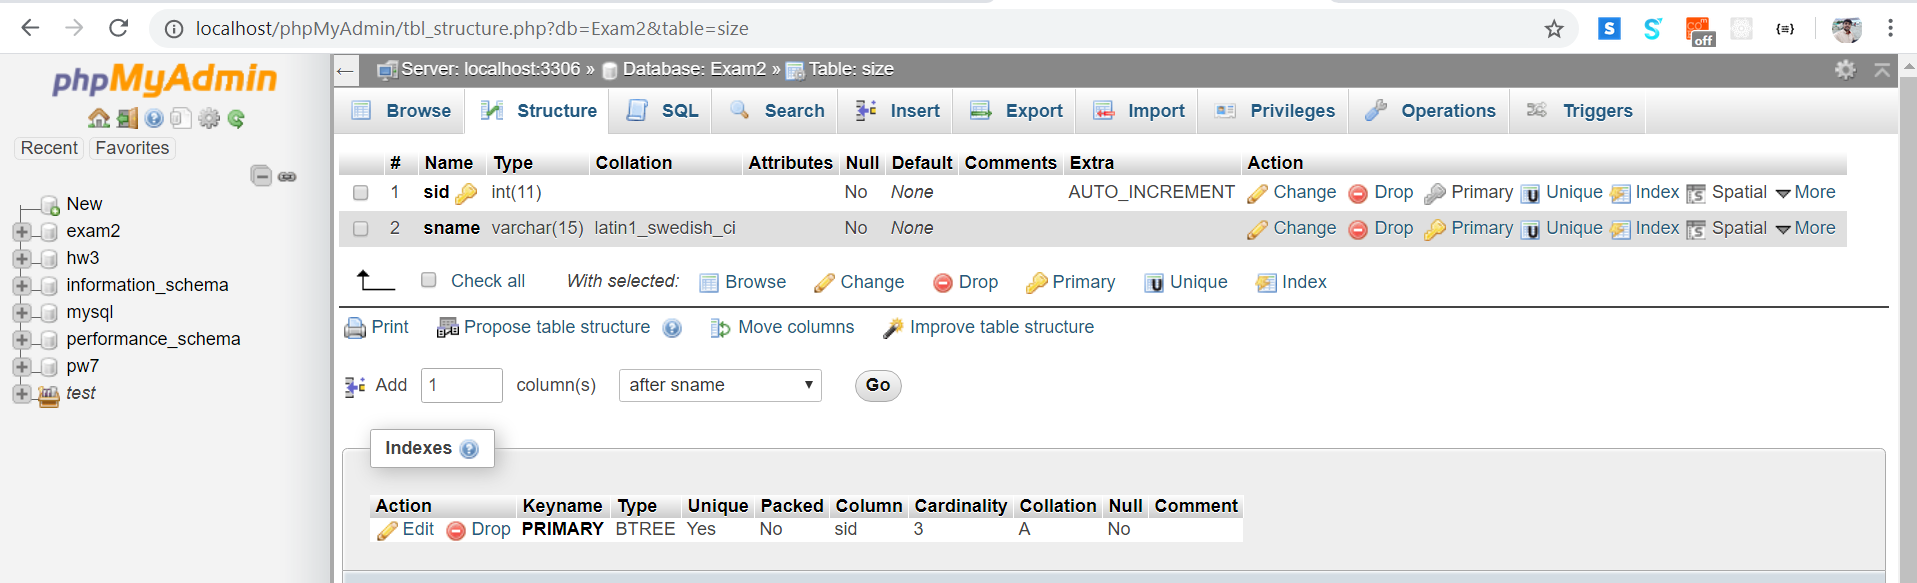 localhost/phpMyAdmin/tbl_structure.php?db=Exam2&table=size
S S cdm off {≡}
phpMyAdmin
Recent Favorites
New
exam2
hw3
information_schema
mysql
performance_schema
pw7
test
Server: localhost:3306 » Database: Exam2 » Table: size
Browse Structure SQL Search Insert Export Import Privileges Operations Triggers
# Name Type Collation Attributes Null Default Comments Extra Action
1 sid int(11) No None AUTO_INCREMENT Change Drop Primary Unique Index Spatial More
2 sname varchar(15) latin1_swedish_ci No None Change Drop Primary Unique Index Spatial More
Check all With selected: Browse Change Drop Primary Unique Index
Print Propose table structure Move columns Improve table structure
Add 1 column(s) after sname Go
Indexes
Action Keyname Type Unique Packed Column Cardinality Collation Null Comment
Edit Drop PRIMARY BTREE Yes No sid 3 A No